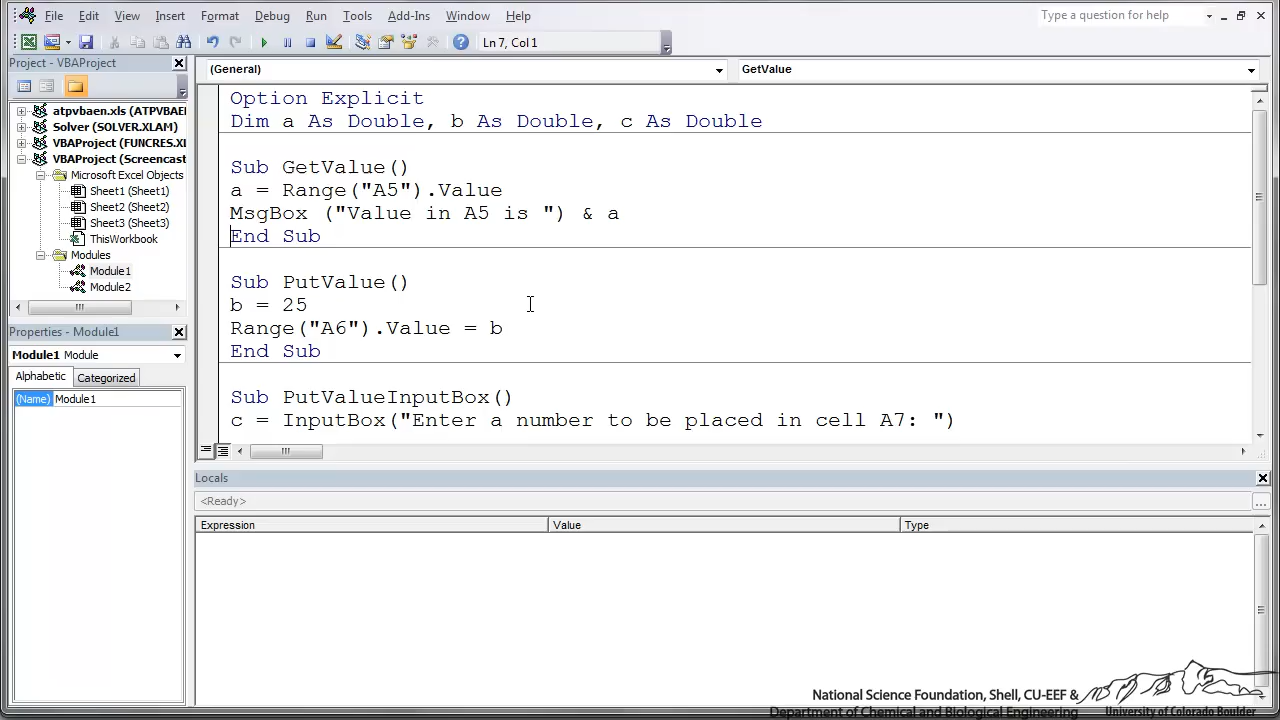 File Edit View Insert Format Debug Run Tools Add-Ins Window Help
Type a question for help
Ln 7, Col 1
Project - VBAProject
(General)
GetValue
atpvbaen.xls (ATPVBAE
Solver (SOLVER.XLAM)
VBAProject (FUNCRES.XL
VBAProject (Screencast
Microsoft Excel Objects
Sheet1 (Sheet1)
Sheet2 (Sheet2)
Sheet3 (Sheet3)
ThisWorkbook
Modules
Module1
Module2
Properties - Module1
Module1 Module
Alphabetic Categorized
(Name) Module1
Option Explicit
Dim a As Double, b As Double, c As Double
Sub GetValue()
a = Range("A5").Value
MsgBox ("Value in A5 is ") & a
End Sub
Sub PutValue()
b = 25
Range("A6").Value = b
End Sub
Sub PutValueInputBox()
c = InputBox("Enter a number to be placed in cell A7: ")
Locals
<Ready>
...
Expression Value Type
National Science Foundation, Shell, CU-EEF &
Department of Chemical and Biological Engineering
University of Colorado Boulder